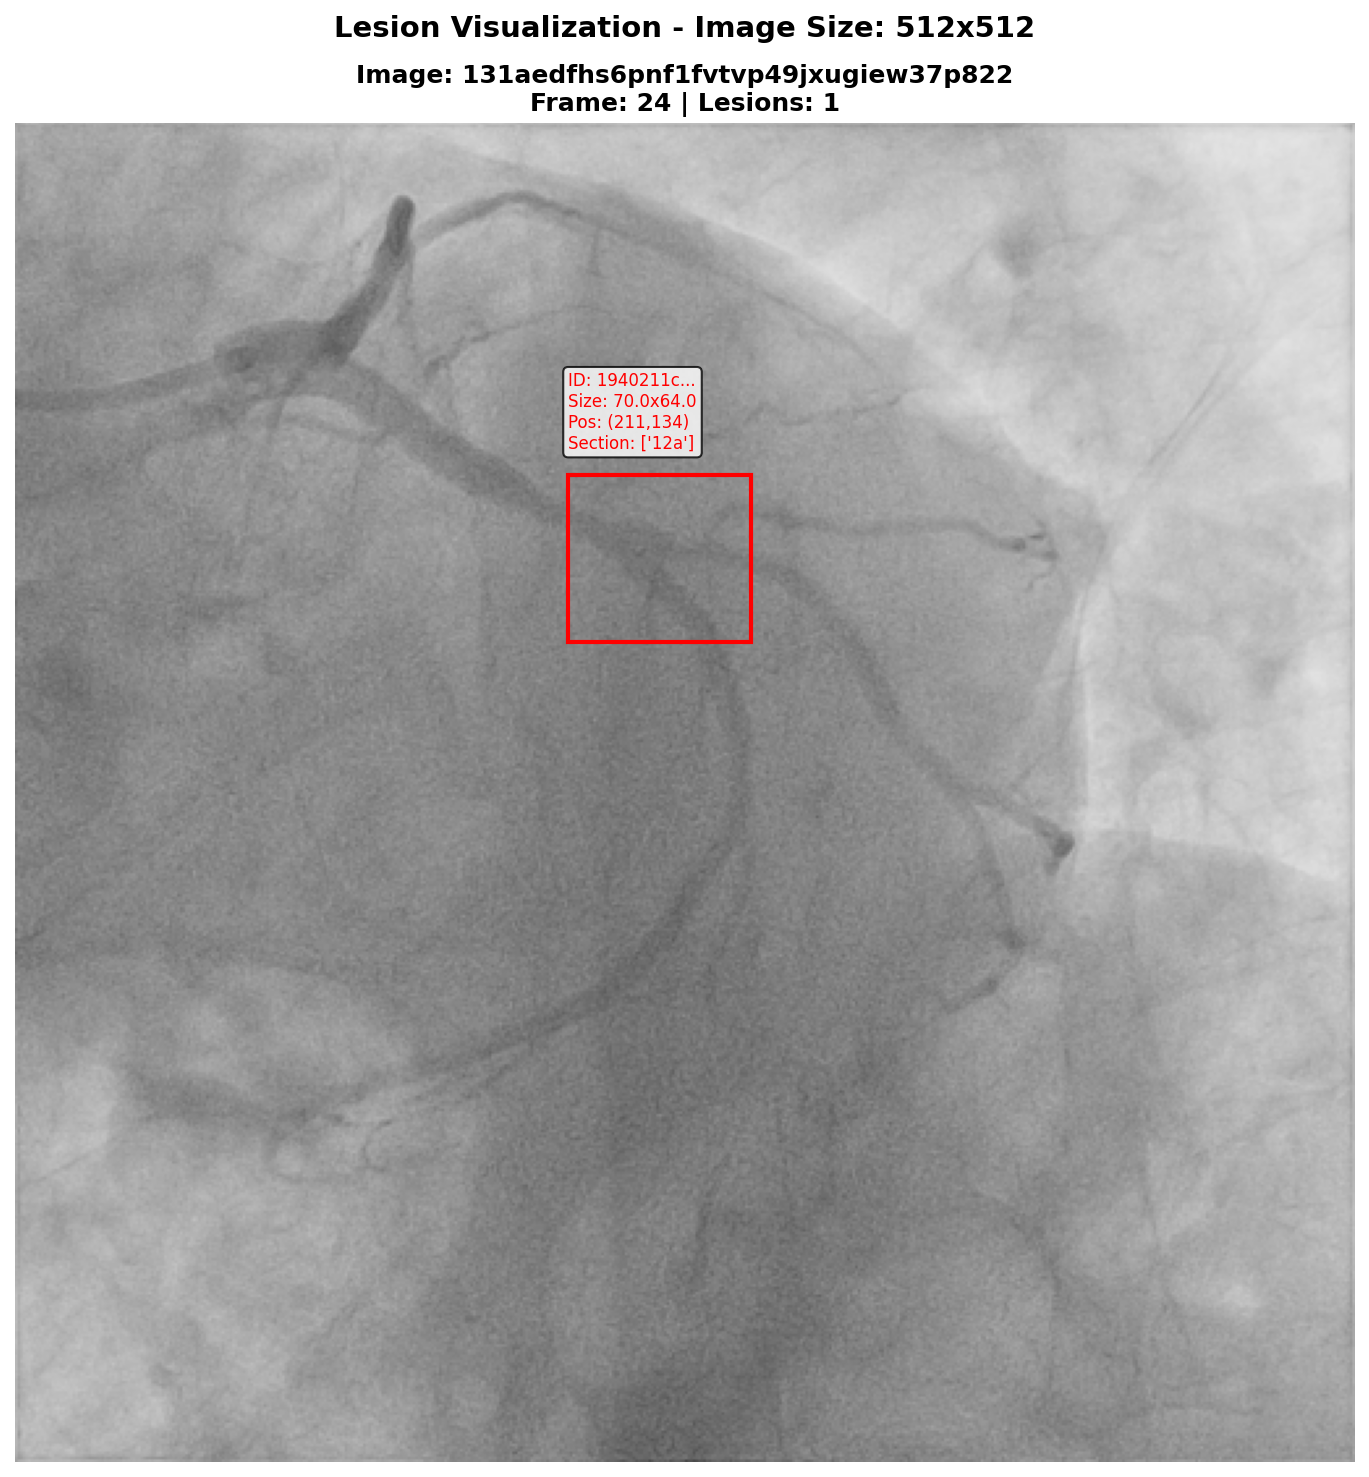 Lesion Visualization - Image Size: 512x512
Image: 131aedfhs6pnf1fvtvp49jxugiew37p822
Frame: 24 | Lesions: 1
ID: 1940211c...
Size: 70.0x64.0
Pos: (211,134)
Section: ['12a']